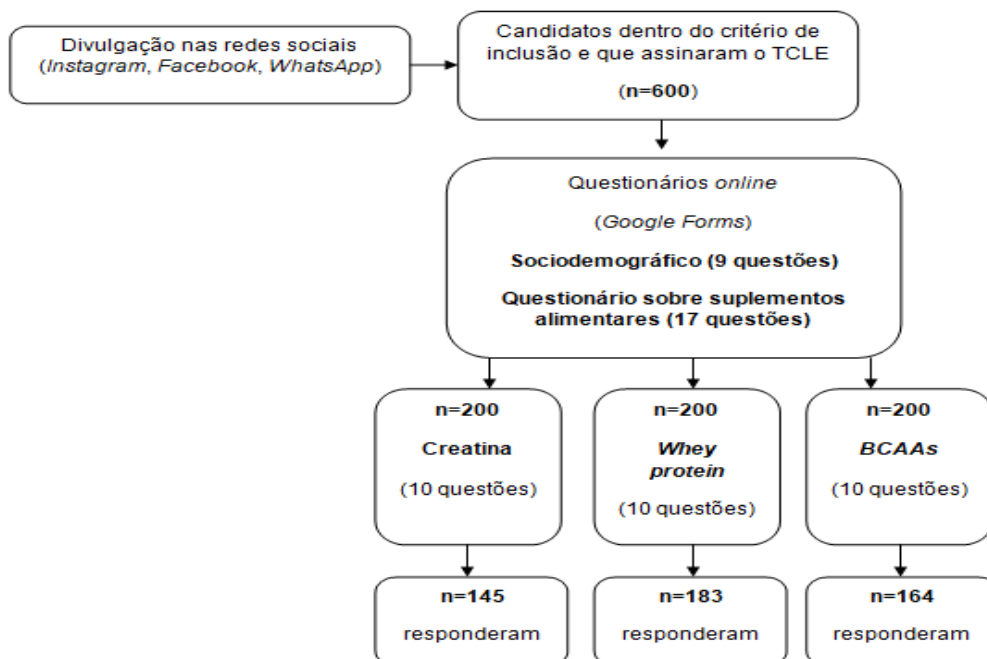 Divulgação nas redes sociais
(Instagram, Facebook, WhatsApp)
Candidatos dentro do critério de
inclusão e que assinaram o TCLE
(n=600)
Questionários online
(Google Forms)
Sociodemográfico (9 questões)
Questionário sobre suplementos
alimentares (17 questões)
n=200
Creatina
(10 questões)
n=200
Whey
protein
(10 questões)
n=200
BCAAs
(10 questões)
n=145
responderam
n=183
responderam
n=164
responderam